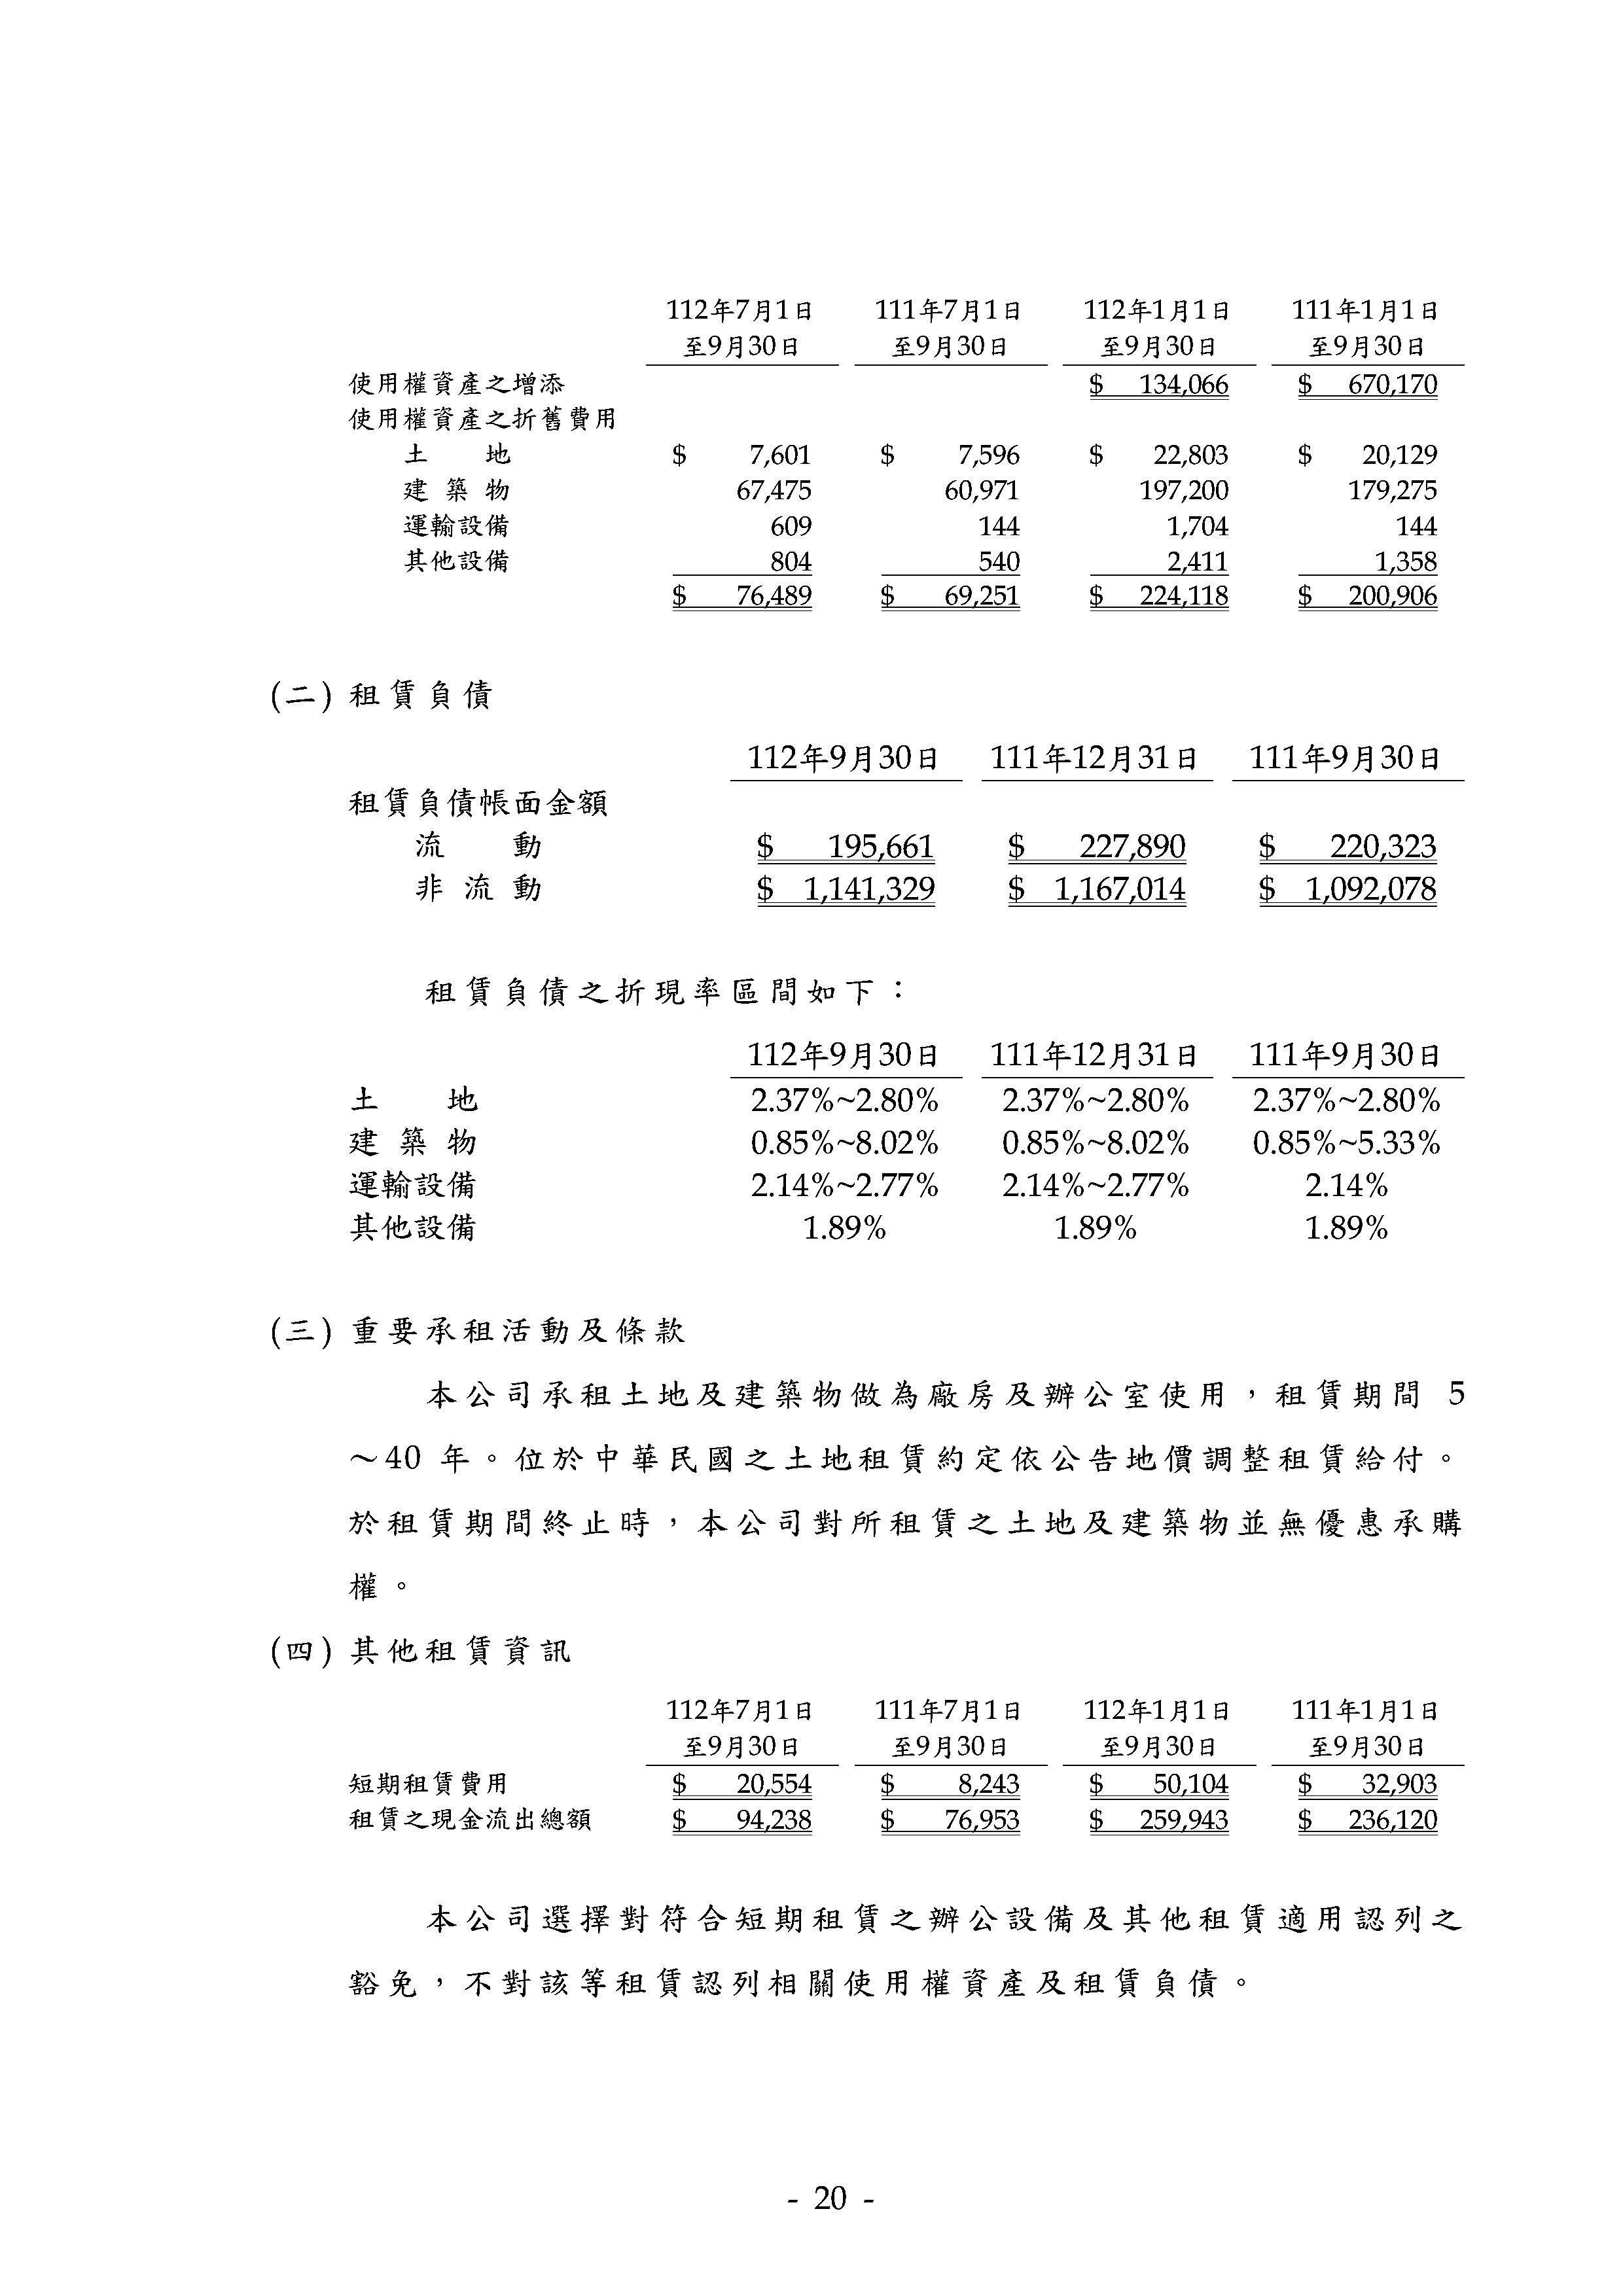 112年7月1日 111年7月1日 112年1月1日 111年1月1日
至9月30日 至9月30日 至9月30日 至9月30日
使用權資產之增添 $ 134,066 $ 670,170
使用權資產之折舊費用
土地 $ 7,601 $ 7,596 $ 22,803 $ 20,129
建築物 67,475 60,971 197,200 179,275
運輸設備 609 144 1,704 144
其他設備 804 540 2,411 1,358
$ 76,489 $ 69,251 $ 224,118 $ 200,906
(二) 租賃負債
112年9月30日 111年12月31日 111年9月30日
租賃負債帳面金額
流動 $ 195,661 $ 227,890 $ 220,323
非流動 $ 1,141,329 $ 1,167,014 $ 1,092,078
租賃負債之折現率區間如下：
112年9月30日 111年12月31日 111年9月30日
土地 2.37%~2.80% 2.37%~2.80% 2.37%~2.80%
建築物 0.85%~8.02% 0.85%~8.02% 0.85%~5.33%
運輸設備 2.14%~2.77% 2.14%~2.77% 2.14%
其他設備 1.89% 1.89% 1.89%
(三) 重要承租活動及條款
本公司承租土地及建築物做為廠房及辦公室使用，租賃期間 5
～40 年。位於中華民國之土地租賃約定依公告地價調整租賃給付。
於租賃期間終止時，本公司對所租賃之土地及建築物並無優惠承購
權。
(四) 其他租賃資訊
112年7月1日 111年7月1日 112年1月1日 111年1月1日
至9月30日 至9月30日 至9月30日 至9月30日
短期租賃費用 $ 20,554 $ 8,243 $ 50,104 $ 32,903
租賃之現金流出總額 $ 94,238 $ 76,953 $ 259,943 $ 236,120
本公司選擇對符合短期租賃之辦公設備及其他租賃適用認列之
豁免，不對該等租賃認列相關使用權資產及租賃負債。
- 20 -